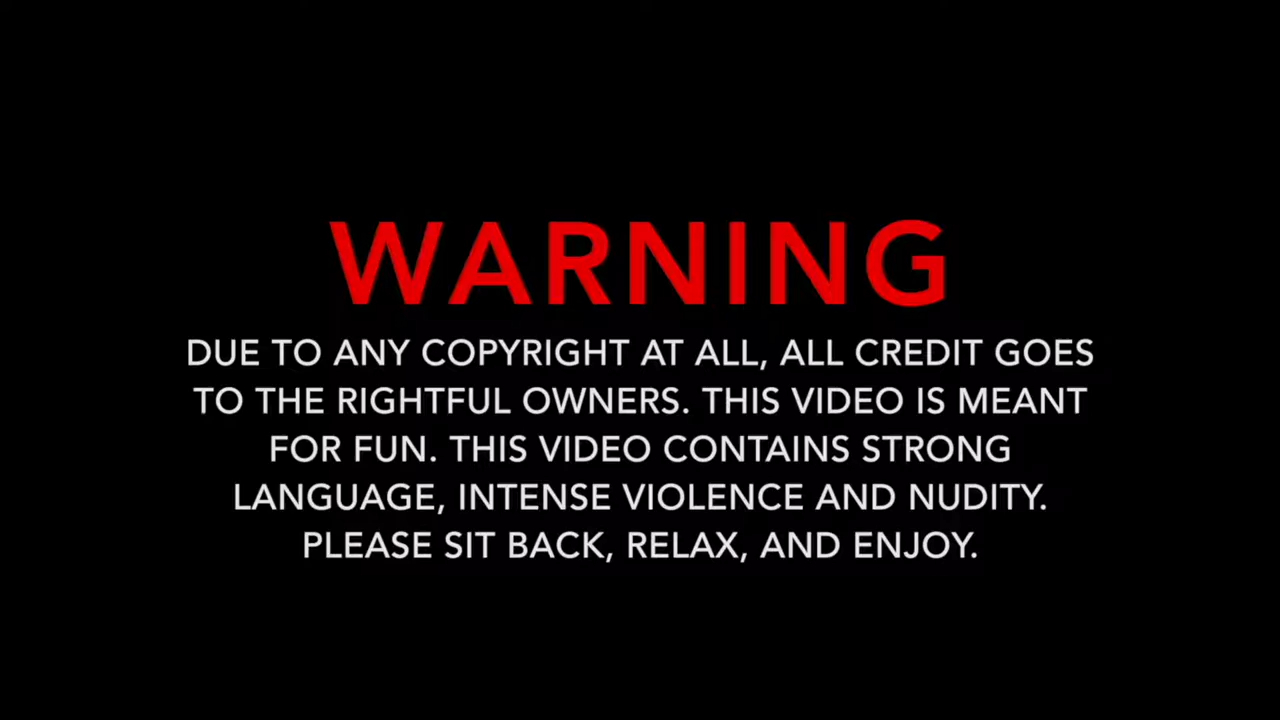 WARNING
DUE TO ANY COPYRIGHT AT ALL, ALL CREDIT GOES
TO THE RIGHTFUL OWNERS. THIS VIDEO IS MEANT
FOR FUN. THIS VIDEO CONTAINS STRONG
LANGUAGE, INTENSE VIOLENCE AND NUDITY.
PLEASE SIT BACK, RELAX, AND ENJOY.